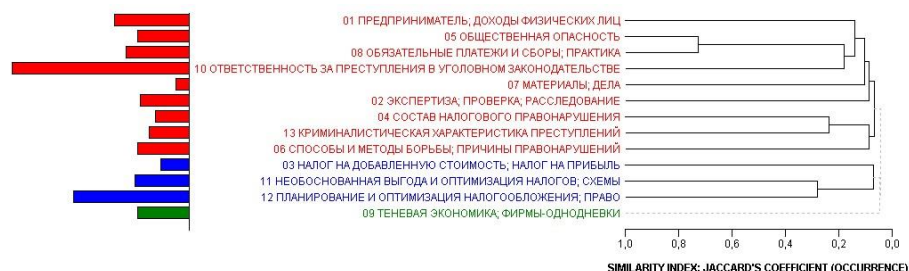 01 ПРЕДПРИНИМАТЕЛЬ; ДОХОДЫ ФИЗИЧЕСКИХ ЛИЦ
05 ОБЩЕСТВЕННАЯ ОПАСНОСТЬ
08 ОБЯЗАТЕЛЬНЫЕ ПЛАТЕЖИ И СБОРЫ; ПРАКТИКА
10 ОТВЕТСТВЕННОСТЬ ЗА ПРЕСТУПЛЕНИЯ В УГОЛОВНОМ ЗАКОНОДАТЕЛЬСТВЕ
07 МАТЕРИАЛЫ; ДЕЛА
02 ЭКСПЕРТИЗА; ПРОВЕРКА; РАССЛЕДОВАНИЕ
04 СОСТАВ НАЛОГОВОГО ПРАВОНАРУШЕНИЯ
13 КРИМИНАЛИСТИЧЕСКАЯ ХАРАКТЕРИСТИКА ПРЕСТУПЛЕНИЙ
06 СПОСОБЫ И МЕТОДЫ БОРЬБЫ; ПРИЧИНЫ ПРАВОНАРУШЕНИЙ
03 НАЛОГ НА ДОБАВЛЕННУЮ СТОИМОСТЬ; НАЛОГ НА ПРИБЫЛЬ
11 НЕОБОСНОВАННАЯ ВЫГОДА И ОПТИМИЗАЦИЯ НАЛОГОВ; СХЕМЫ
12 ПЛАНИРОВАНИЕ И ОПТИМИЗАЦИЯ НАЛОГООБЛОЖЕНИЯ; ПРАВО
09 ТЕНЕВАЯ ЭКОНОМИКА; ФИРМЫ-ОДНОДНЕВКИ
1,0 0,8 0,6 0,4 0,2 0,0
SIMILARITY INDEX: JACCARD'S COEFFICIENT (OCCURRENCE)